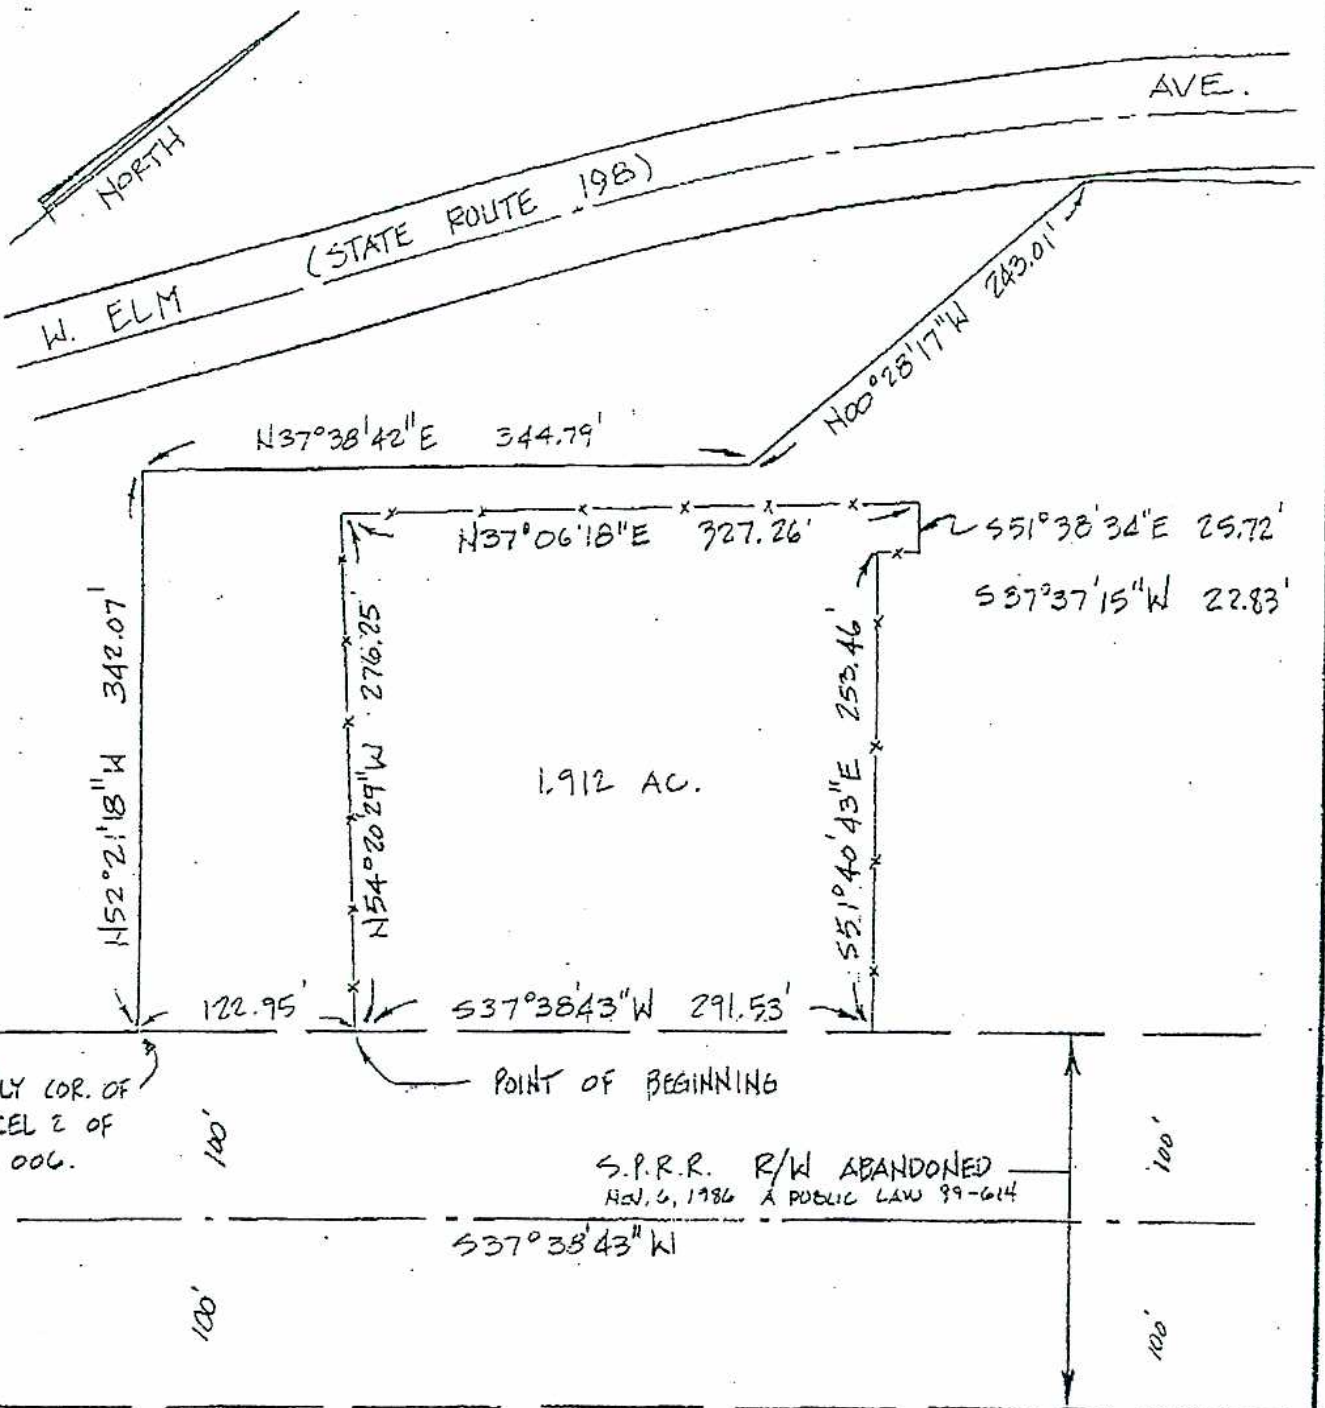 NORTH
AVE.
(STATE ROUTE 198)
W. ELM
N00°28'17"W 243.01'
N37°38'42"E 344.79'
N37°06'18"E 327.26'
S51°38'34"E 25.72'
S37°37'15"W 22.83'
N52°21'18"W 342.07'
N54°20'29"W 276.25'
S51°40'43"E 253.46'
1.912 AC.
122.95'
S37°38'43"W 291.53'
LY COR. OF
CEL 2 OF
006.
POINT OF BEGINNING
100'
100'
S.P.R.R. R/W ABANDONED
NOV. 6, 1986 A PUBLIC LAW 99-614
S37°38'43"W
100'
100'